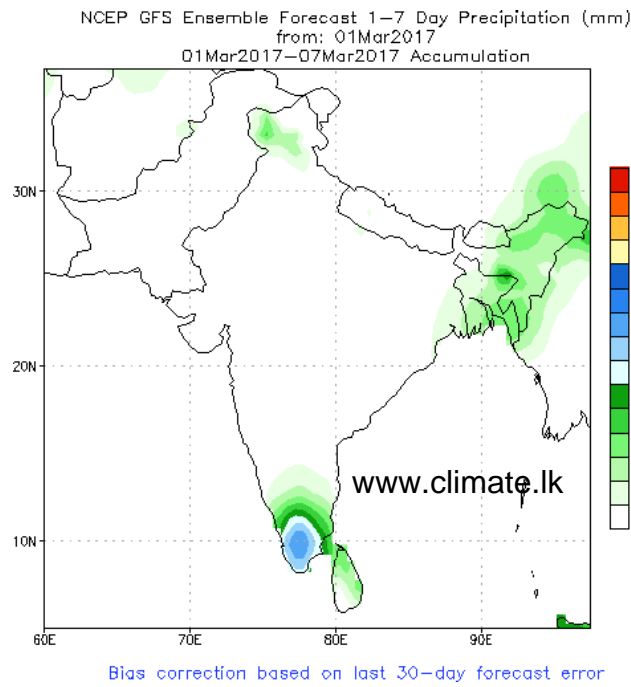 NCEP GFS Ensemble Forecast 1–7 Day Precipitation (mm)
from: 01Mar2017
01Mar2017–07Mar2017 Accumulation
30N
20N
www.climate.lk
10N
60E 70E 80E 90E
Bias correction based on last 30–day forecast error